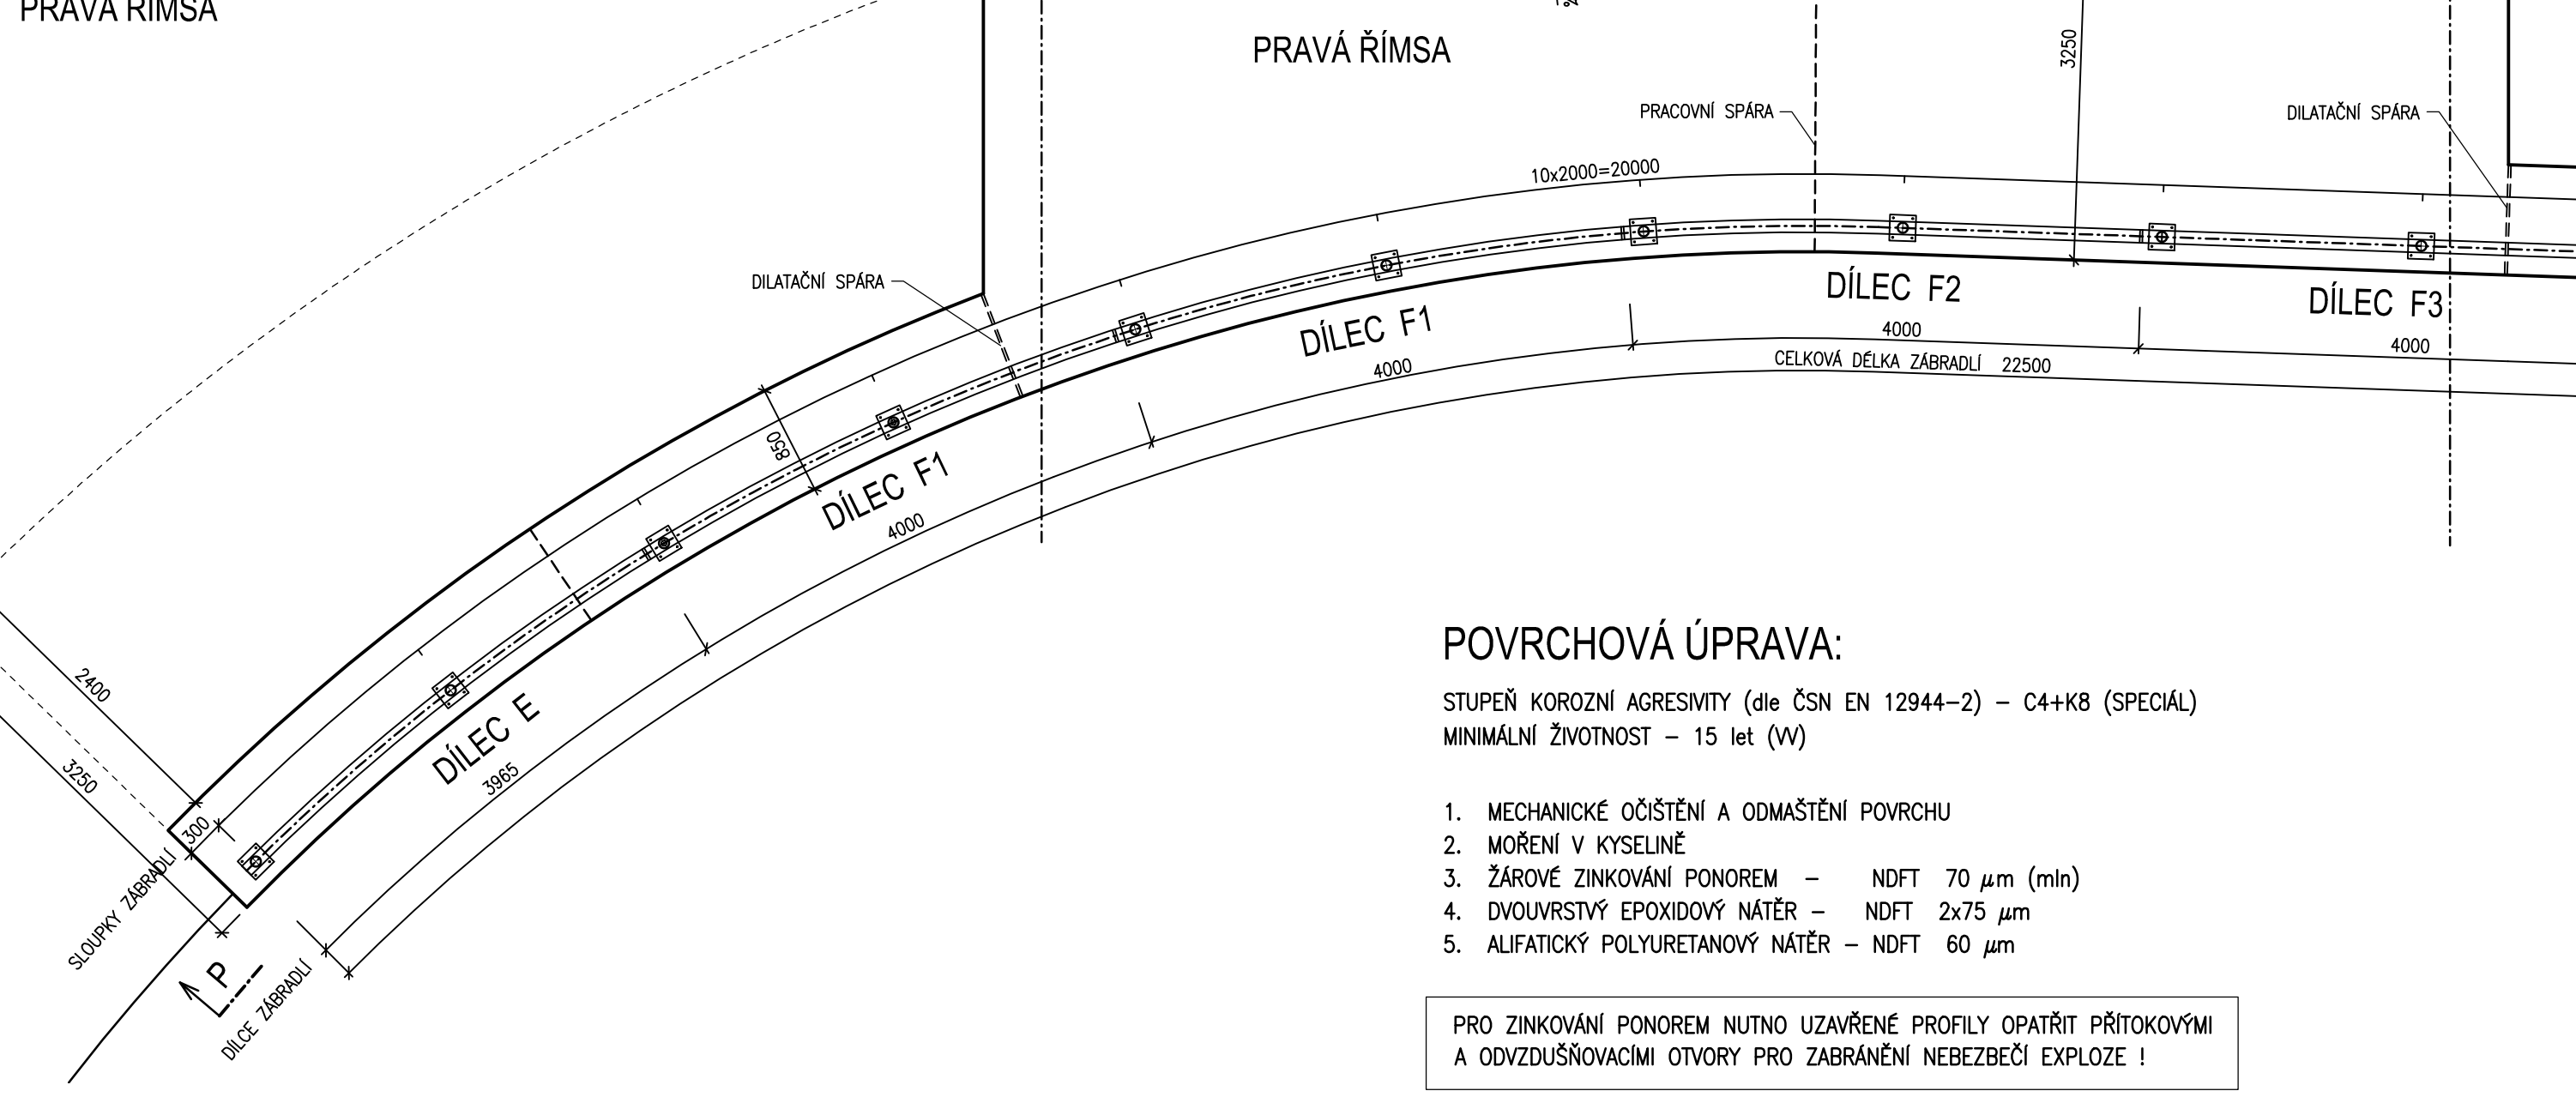 PRAVÁ ŘÍMSA
PRAVÁ ŘÍMSA
3250
PRACOVNÍ SPÁRA
DILATAČNÍ SPÁRA
10x2000=20000
DILATAČNÍ SPÁRA
DÍLEC F2
DÍLEC F3
DÍLEC F1
4000
4000
4000
CELKOVÁ DÉLKA ZÁBRADLÍ 22500
850
DÍLEC F1
4000
2400
3250
DÍLEC E
3965
300
SLOUPKY ZÁBRADLÍ
P
DÍLCE ZÁBRADLÍ
POVRCHOVÁ ÚPRAVA:
STUPEŇ KOROZNÍ AGRESIVITY (dle ČSN EN 12944-2) - C4+K8 (SPECIÁL)
MINIMÁLNÍ ŽIVOTNOST - 15 let (VV)
1. MECHANICKÉ OČIŠTĚNÍ A ODMAŠTĚNÍ POVRCHU
2. MOŘENÍ V KYSELINĚ
3. ŽÁROVÉ ZINKOVÁNÍ PONOREM - NDFT 70 μm (min)
4. DVOUVRSTVÝ EPOXIDOVÝ NÁTĚR - NDFT 2x75 μm
5. ALIFATICKÝ POLYURETANOVÝ NÁTĚR - NDFT 60 μm
PRO ZINKOVÁNÍ PONOREM NUTNO UZAVŘENÉ PROFILY OPATŘIT PŘÍTOKOVÝMI
A ODVZDUŠŇOVACÍMI OTVORY PRO ZABRÁNĚNÍ NEBEZBEČÍ EXPLOZE !